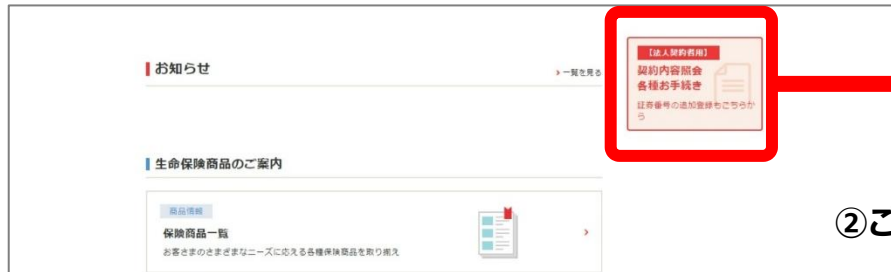 お知らせ
一覧を見る
【法人契約者用】
契約内容照会
各種お手続き
証券番号の追加登録もこちらか
ら
生命保険商品のご案内
商品情報
保険商品一覧
お客さまのさまざまなニーズに応える各種保険商品を取り揃え
②こ